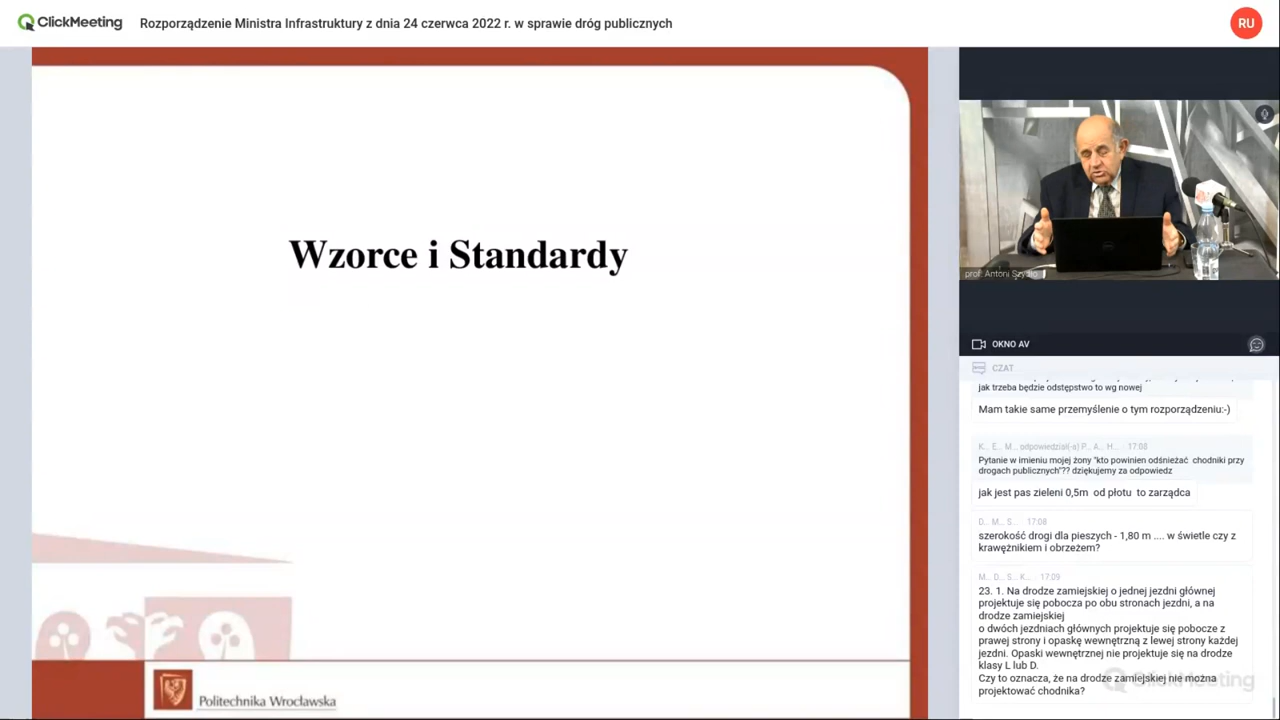 ClickMeeting
Rozporządzenie Ministra Infrastruktury z dnia 24 czerwca 2022 r. w sprawie dróg publicznych
RU
Wzorce i Standardy
Politechnika Wrocławska
prof. Antoni Szydło
OKNO AV
CZAT
jak trzeba będzie odstępstwo to wg nowej
Mam takie same przemyślenie o tym rozporządzeniu:-)
K... E... M... odpowiedział(-a) P... A... H... · 17:08
Pytanie w imieniu mojej żony "kto powinien odśnieżać chodniki przy
drogach publicznych"?? dziękujemy za odpowiedz
jak jest pas zieleni 0,5m od płotu to zarządca
D... M... S... · 17:08
szerokość drogi dla pieszych - 1,80 m .... w świetle czy z
krawężnikiem i obrzeżem?
M... D... S... K... · 17:09
23. 1. Na drodze zamiejskiej o jednej jezdni głównej
projektuje się pobocza po obu stronach jezdni, a na
drodze zamiejskiej
o dwóch jezdniach głównych projektuje się pobocze z
prawej strony i opaskę wewnętrzną z lewej strony każdej
jezdni. Opaski wewnętrznej nie projektuje się na drodze
klasy L lub D.
Czy to oznacza, że na drodze zamiejskiej nie można
projektować chodnika?
ClickMeeting